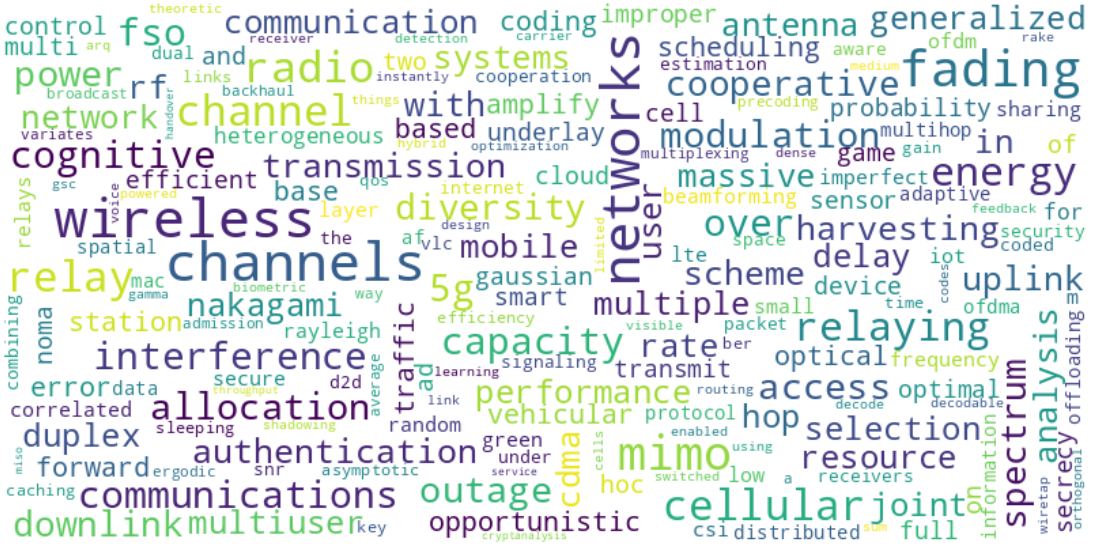 theoretic
control
fso
communication
coding
improper
antenna
generalized
multi
arq
dual
and
receiver
detection
carrier
scheduling
aware
ofdm
rake
power
rf
links
radio
two
systems
estimation
medium
fading
broadcast
backhaul
instantly
cooperation
cooperative
network
handover
channel
things
with
amplify
cell
precoding
probability
sharing
variates
heterogeneous
hybrid
based
underlay
optimization
networks
modulation
multihop
in
of
cognitive
transmission
multiplexing
dense
game
gain
gsc
voice
powered
efficient
base
qos
internet
cloud
user
massive
imperfect
energy
relays
wireless
layer
diversity
limited
beamforming
sensor
adaptive
feedback
for
security
spatial
the
af
vlc
design
mobile
over
space
harvesting
coded
relay
mac
channels
gaussian
lte
scheme
delay
iot
codes
uplink
gamma
biometric
way
5g
smart
multiple
small
device
time
ofdma
m
combining
noma
station
nakagami
admission
rayleigh
traffic
efficiency
visible
packet
relaying
offloading
interference
capacity
signaling
rate
ber
optical
frequency
analysis
error
data
secure
d2d
average
ad
learning
performance
transmit
routing
access
optimal
spectrum
correlated
allocation
throughput
link
vehicular
protocol
hop
decode
decodable
sleeping
shadowing
random
duplex
authentication
green
under
cdma
cells
mimo
enabled
using
selection
secrecy
miso
forward
ergodic
snr
asymptotic
service
hoc
switched
low
a
receivers
resource
information
on
wiretap
orthogonal
caching
communications
outage
cellular
joint
downlink
multiuser
key
opportunistic
cryptanalysis
csi
distributed
sbm
full